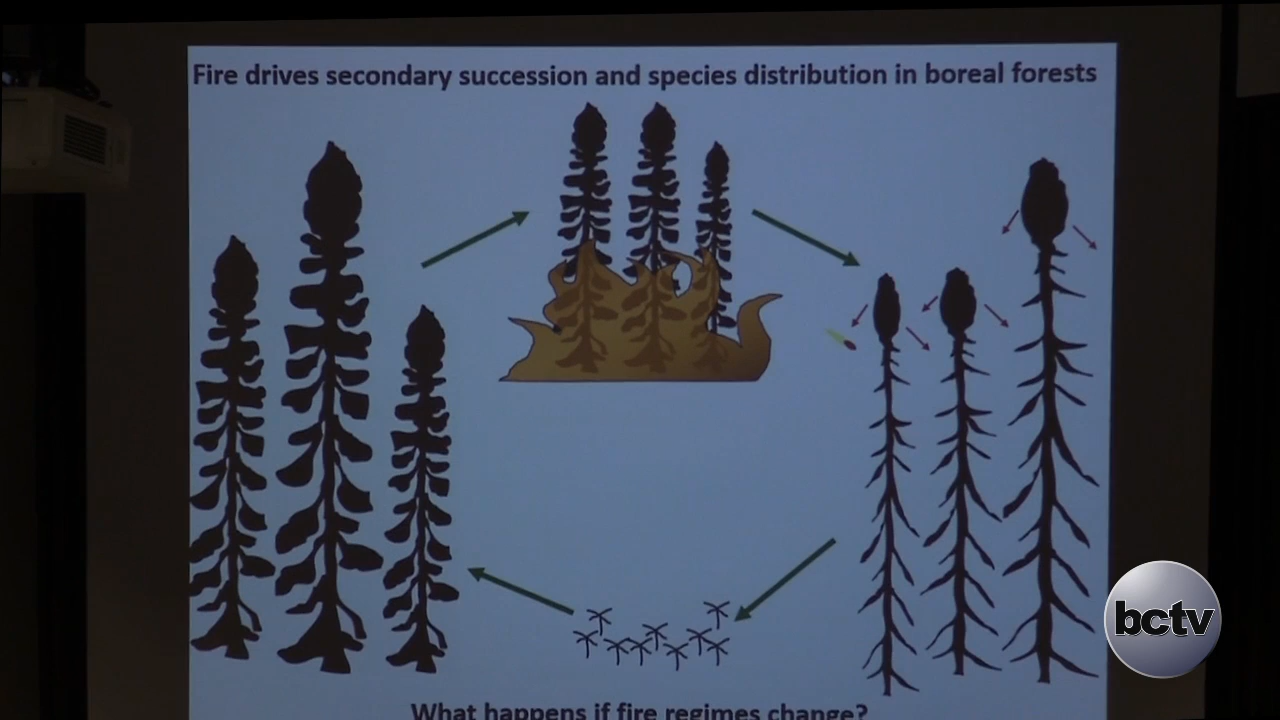 Fire drives secondary succession and species distribution in boreal forests
What happens if fire regimes change?
bctv